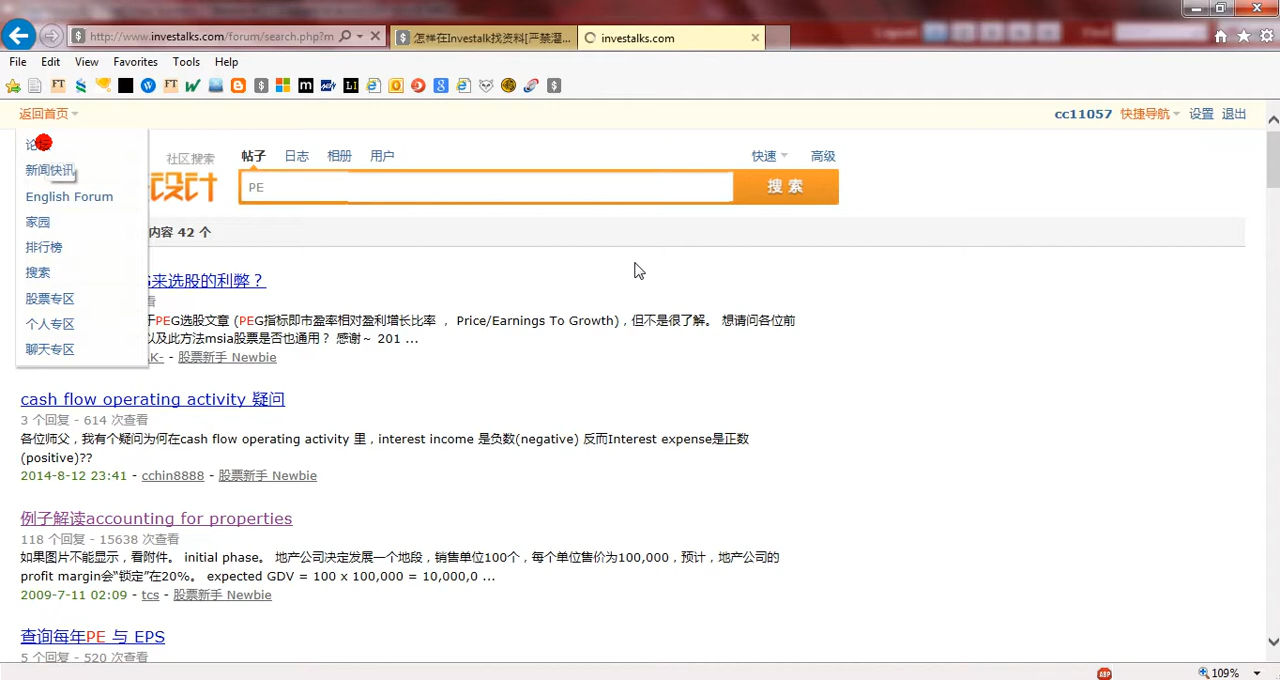 http://www.investalks.com/forum/search.php?m
怎样在Investalk找资料[严禁灌...
investalks.com
File Edit View Favorites Tools Help
返回首页
cc11057 快捷导航 设置 退出
论
新闻快讯
English Forum
家园
排行榜
搜索
股票专区
个人专区
聊天专区
社区搜索 帖子 日志 相册 用户 快速 高级
设计 PE 搜索
内容 42 个
来选股的利弊？
于PEG选股文章 (PEG指标即市盈率相对盈利增长比率 ， Price/Earnings To Growth)，但不是很了解。 想请问各位前
以及此方法msia股票是否也通用？ 感谢～ 201 ...
AK- - 股票新手 Newbie
cash flow operating activity 疑问
3 个回复 - 614 次查看
各位师父，我有个疑问为何在cash flow operating activity 里，interest income 是负数(negative) 反而Interest expense是正数
(positive)??
2014-8-12 23:41 - cchin8888 - 股票新手 Newbie
例子解读accounting for properties
118 个回复 - 15638 次查看
如果图片不能显示，看附件。 initial phase。 地产公司决定发展一个地段，销售单位100个，每个单位售价为100,000，预计，地产公司的
profit margin会“锁定”在20%。 expected GDV = 100 x 100,000 = 10,000,0 ...
2009-7-11 02:09 - tcs - 股票新手 Newbie
查询每年PE 与 EPS
5 个回复 - 520 次查看
ABP
109%